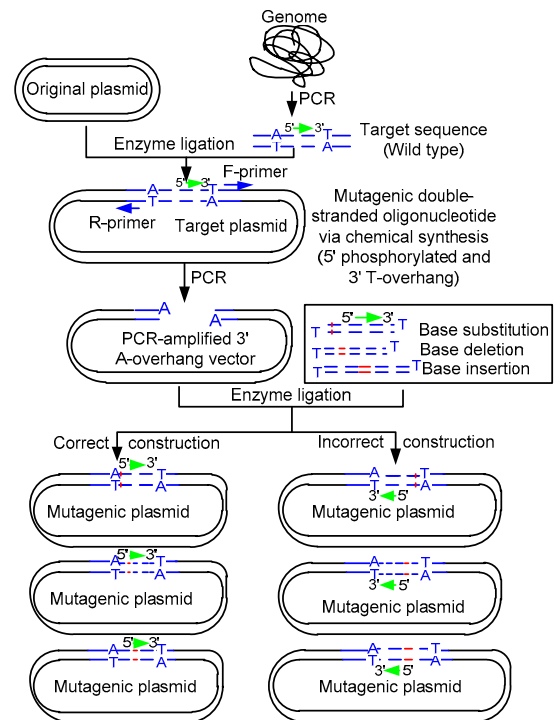 Genome
Original plasmid
PCR
5' 3'
A T
T A
Target sequence
(Wild type)
Enzyme ligation
F-primer
5' 3'
A T
T A
R-primer
Target plasmid
Mutagenic double-
stranded oligonucleotide
via chemical synthesis
(5' phosphorylated and
3' T-overhang)
PCR
A
A
PCR-amplified 3'
A-overhang vector
5' 3'
T T
Base substitution
T T
Base deletion
T T
Base insertion
Enzyme ligation
Correct construction
Incorrect construction
5' 3'
A T
T A
Mutagenic plasmid
A T
T A
3' 5'
Mutagenic plasmid
5' 3'
A T
T A
Mutagenic plasmid
A T
T A
3' 5'
Mutagenic plasmid
5' 3'
A T
T A
Mutagenic plasmid
A T
T A
3' 5'
Mutagenic plasmid